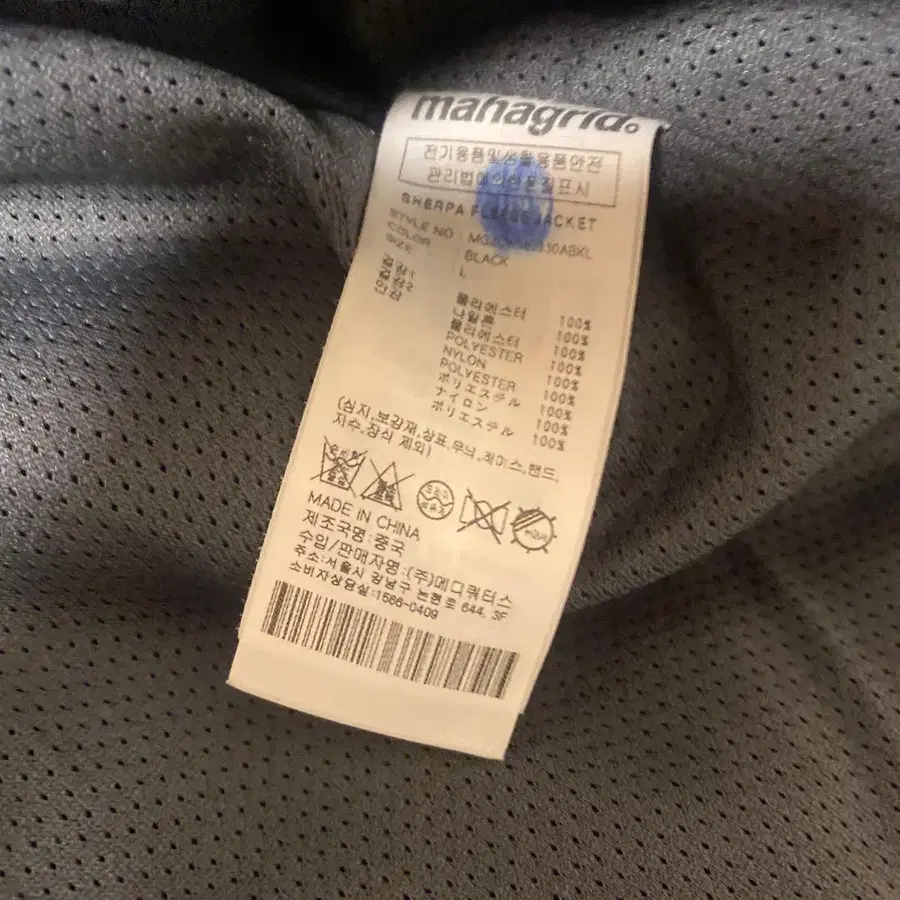 mahagrid
전기용품및생활용품안전
관리법에의한품질표시
SHERPA FLEECE JACKET
STYLE NO :
COLOR : BLACK
SIZE : L
겉감1 폴리에스터 100%
겉감2 나일론 100%
안감 폴리에스터 100%
POLYESTER 100%
NYLON 100%
POLYESTER 100%
ポリエステル 100%
ナイロン 100%
ポリエステル 100%
(심지,보강재,상표,무늬,레이스,밴드,
자수,장식 제외)
MADE IN CHINA
제조국명:중국
수입/판매자명:(주)메디쿼터스
주소:서울시 강남구 논현로 644, 3F
소비자상담실:1566-0409